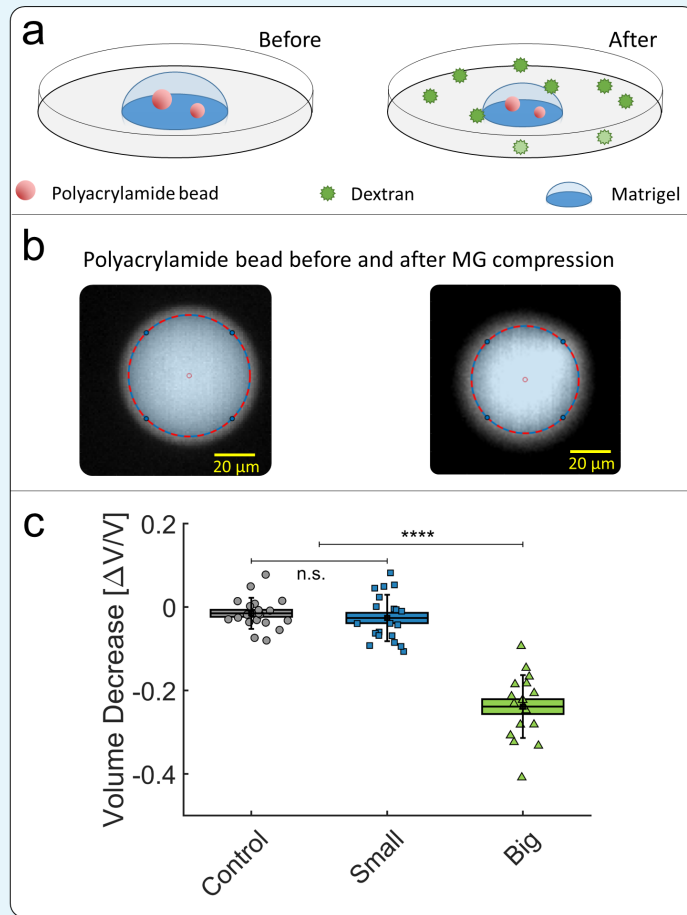 a
Before
After
Polyacrylamide bead
Dextran
Matrigel
b
Polyacrylamide bead before and after MG compression
20 µm
20 µm
c
Volume Decrease [ΔV/V]
0.2
0
-0.2
-0.4
****
n.s.
Control
Small
Big